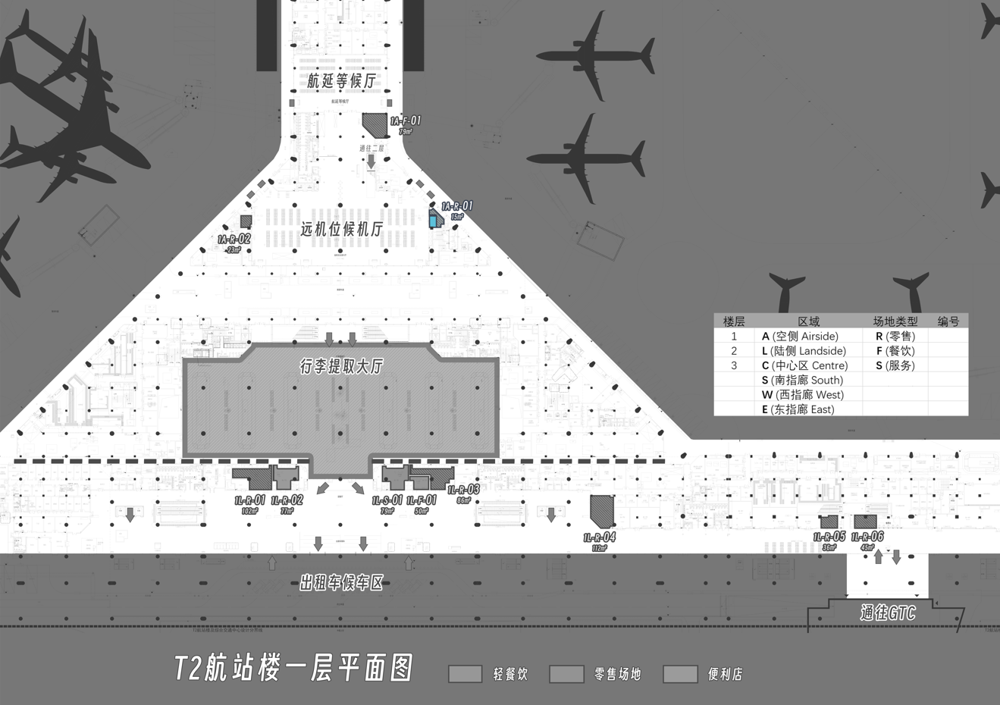 航延等候厅
航延等候厅
1A-F-01
79m²
通往二层
1A-R-01
15m²
远机位候机厅
1A-R-02
23m²
楼层 区域 场地类型 编号
1 A (空侧 Airside) R (零售)
2 L (陆侧 Landside) F (餐饮)
3 C (中心区 Centre) S (服务)
S (南指廊 South)
W (西指廊 West)
E (东指廊 East)
行李提取大厅
1L-R-01
102m²
1L-R-02
77m²
1L-S-01
79m²
1L-F-01
50m²
1L-R-03
86m²
1L-R-04
112m²
1L-R-05
36m²
1L-R-06
45m²
出租车候车区
通往GTC
T2航站楼一层平面图
轻餐饮
零售场地
便利店